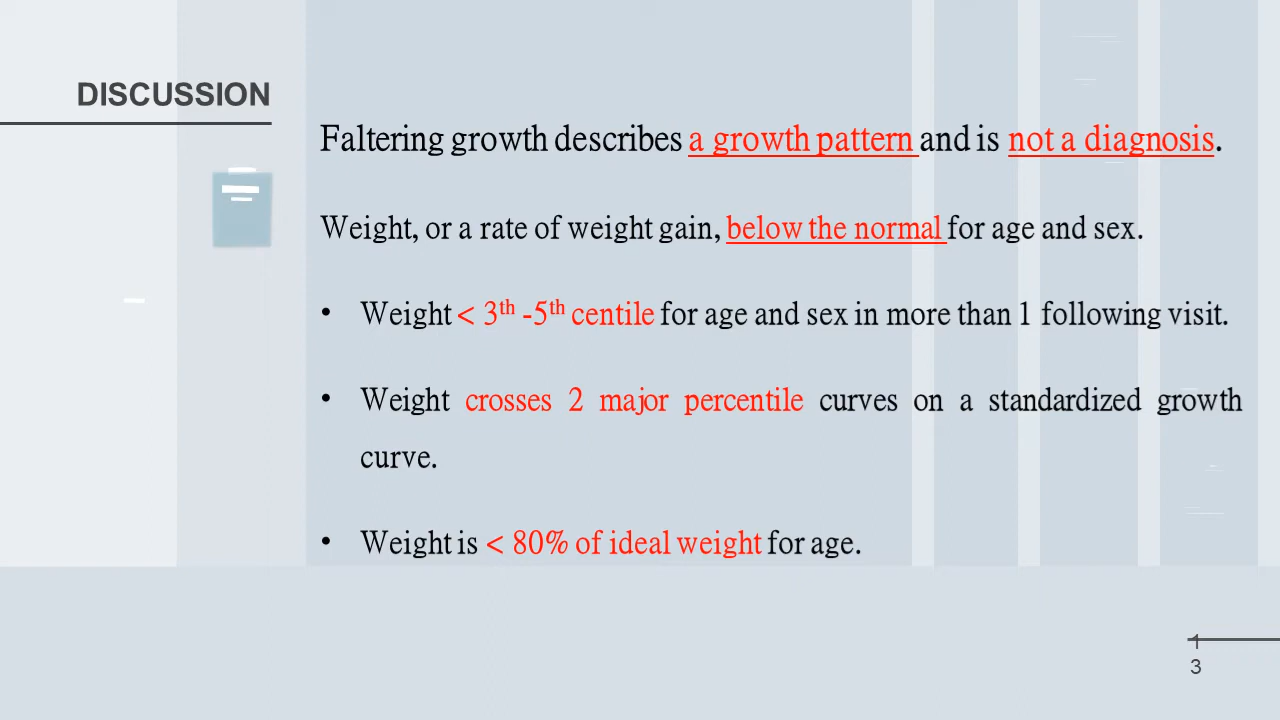 DISCUSSION
Faltering growth describes a growth pattern and is not a diagnosis.
Weight, or a rate of weight gain, below the normal for age and sex.
• Weight < 3th -5th centile for age and sex in more than 1 following visit.
• Weight crosses 2 major percentile curves on a standardized growth
curve.
• Weight is < 80% of ideal weight for age.
1
3